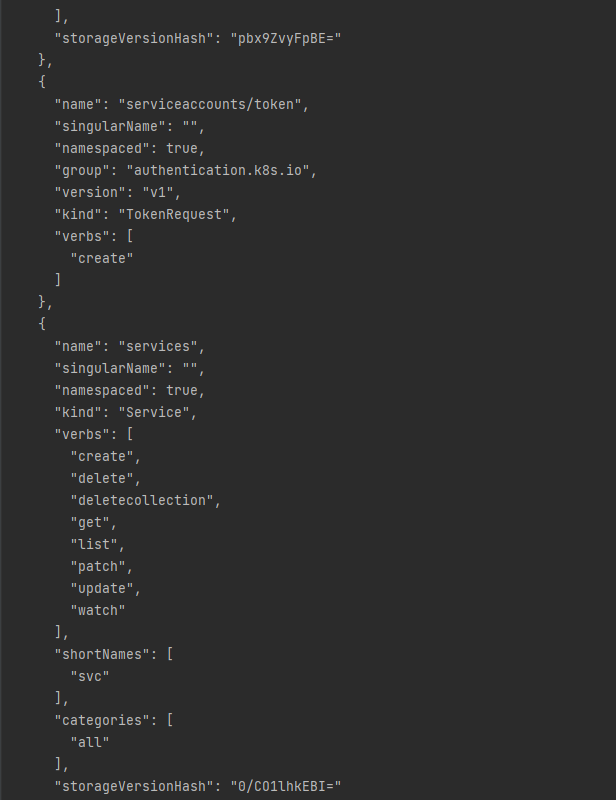 ],
"storageVersionHash": "pbx9ZvyFpBE="
},
{
"name": "serviceaccounts/token",
"singularName": "",
"namespaced": true,
"group": "authentication.k8s.io",
"version": "v1",
"kind": "TokenRequest",
"verbs": [
"create"
]
},
{
"name": "services",
"singularName": "",
"namespaced": true,
"kind": "Service",
"verbs": [
"create",
"delete",
"deletecollection",
"get",
"list",
"patch",
"update",
"watch"
],
"shortNames": [
"svc"
],
"categories": [
"all"
],
"storageVersionHash": "0/CO1lhkEBI="